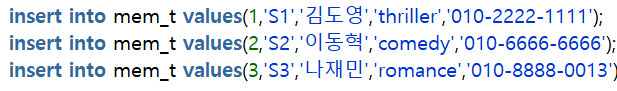 insert into mem_t values(1,'S1','김도영','thriller','010-2222-1111');
insert into mem_t values(2,'S2','이동혁','comedy','010-6666-6666');
insert into mem_t values(3,'S3','나재민','romance','010-8888-0013')